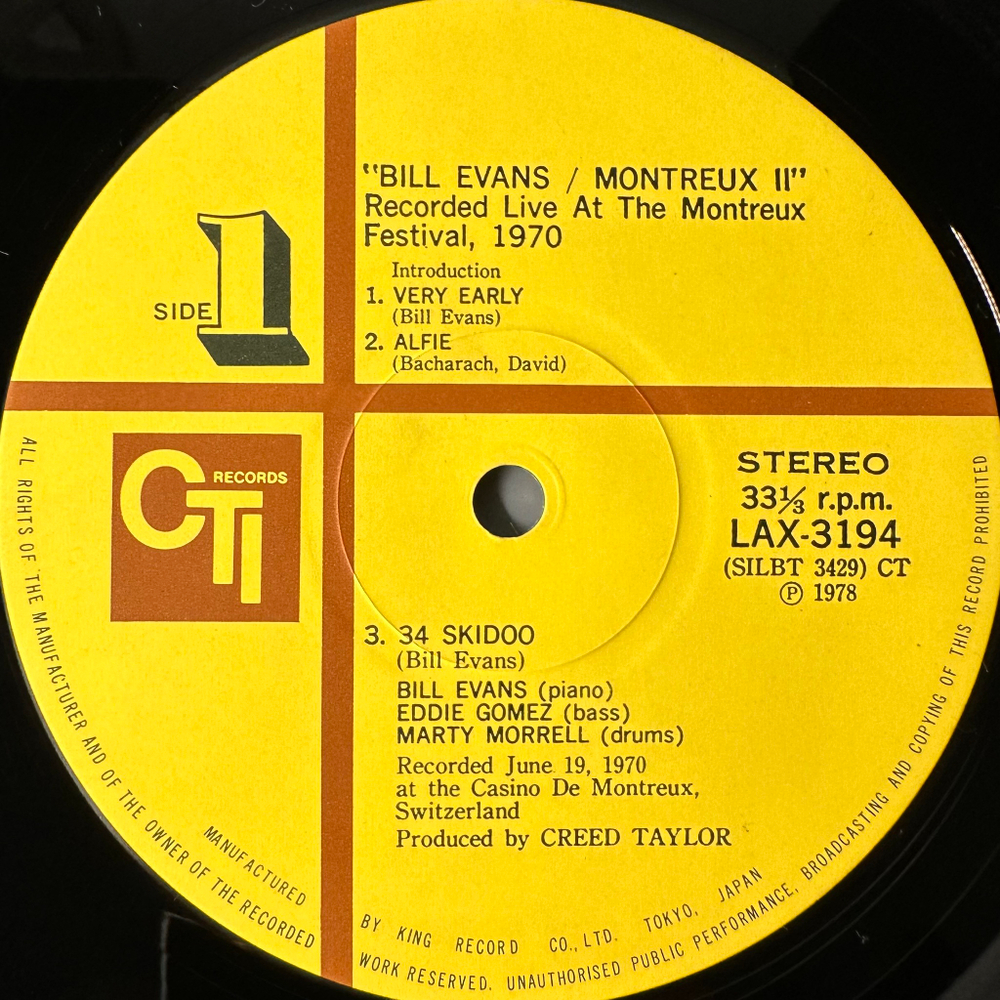 "BILL EVANS / MONTREUX II"
Recorded Live At The Montreux
Festival, 1970
Introduction
1. VERY EARLY
(Bill Evans)
2. ALFIE
(Bacharach, David)
SIDE 1
CTI RECORDS
STEREO
33⅓ r.p.m.
LAX-3194
(SILBT 3429) CT
Ⓟ 1978
3. 34 SKIDOO
(Bill Evans)
BILL EVANS (piano)
EDDIE GOMEZ (bass)
MARTY MORRELL (drums)
Recorded June 19, 1970
at the Casino De Montreux,
Switzerland
Produced by CREED TAYLOR
MANUFACTURED BY KING RECORD CO., LTD. TOKYO, JAPAN
ALL RIGHTS OF THE MANUFACTURER AND OF THE OWNER OF THE RECORDED WORK RESERVED. UNAUTHORISED PUBLIC PERFORMANCE, BROADCASTING AND COPYING OF THIS RECORD PROHIBITED